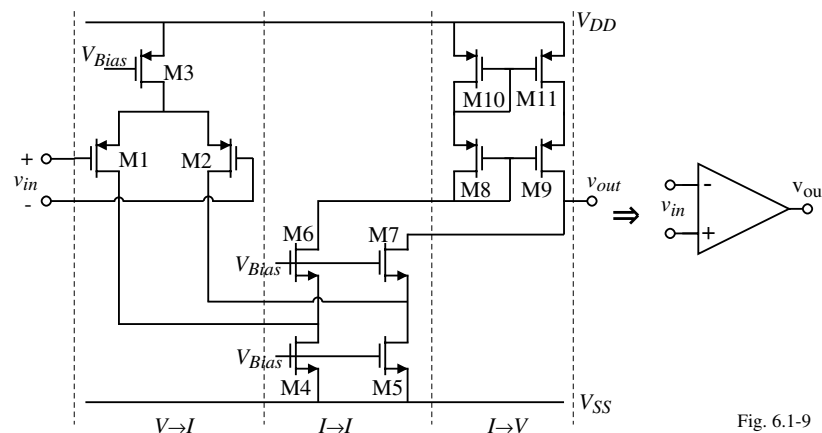 V_DD
V_Bias
M3
M10
M11
+
M1
M2
v_in
-
M8
M9
v_out
⇒
-
v_in
+
v_ou
M6
M7
V_Bias
V_Bias
M4
M5
V_SS
V→I
I→I
I→V
Fig. 6.1-9